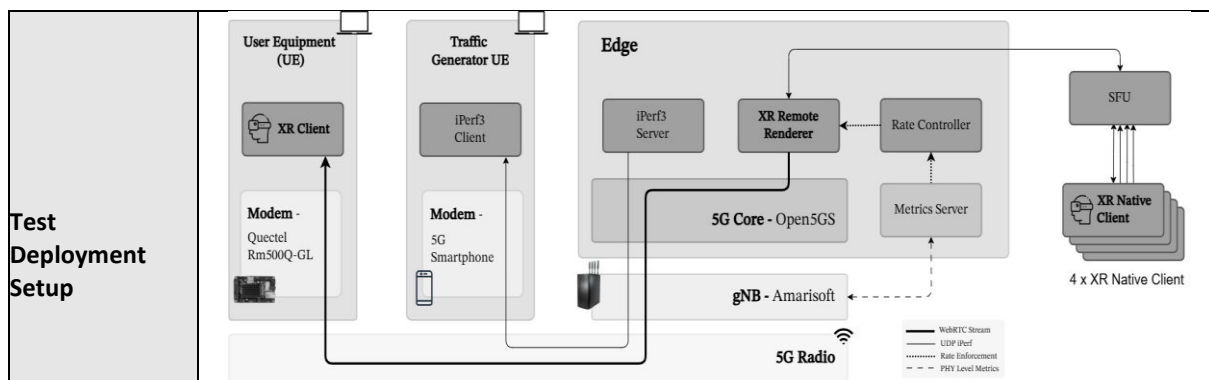 Test
Deployment
Setup
User Equipment
(UE)
XR Client
Modem -
Quectel
Rm500Q-GL
Traffic
Generator UE
iPerf3
Client
Modem -
5G
Smartphone
Edge
iPerf3
Server
XR Remote
Renderer
Rate Controller
5G Core - Open5GS
Metrics Server
gNB - Amarisoft
5G Radio
SFU
XR Native
Client
4 x XR Native Client
WebRTC Stream
UDP iPerf
Rate Enforcement
PHY Level Metrics